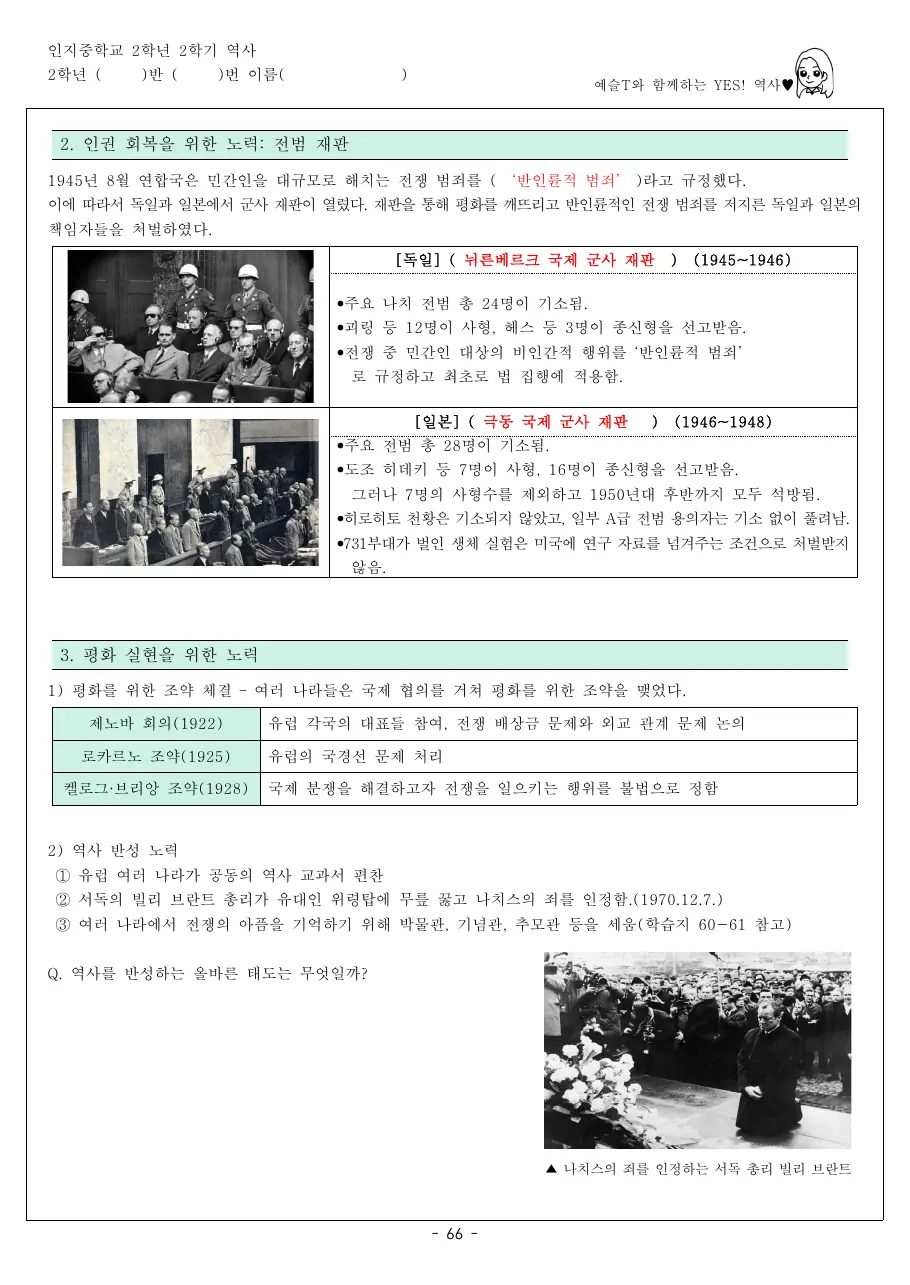 인지중학교 2학년 2학기 역사
2학년 (    )반 (    )번 이름(            )
예슬T와 함께하는 YES! 역사♥
2. 인권 회복을 위한 노력: 전범 재판
1945년 8월 연합국은 민간인을 대규모로 해치는 전쟁 범죄를 ( ‘반인륜적 범죄’ )라고 규정했다.
이에 따라서 독일과 일본에서 군사 재판이 열렸다. 재판을 통해 평화를 깨뜨리고 반인륜적인 전쟁 범죄를 저지른 독일과 일본의
책임자들을 처벌하였다.
[독일] ( 뉘른베르크 국제 군사 재판 ) (1945~1946)
●주요 나치 전범 총 24명이 기소됨.
●괴링 등 12명이 사형, 헤스 등 3명이 종신형을 선고받음.
●전쟁 중 민간인 대상의 비인간적 행위를 ‘반인륜적 범죄’
로 규정하고 최초로 법 집행에 적용함.
[일본] ( 극동 국제 군사 재판 ) (1946~1948)
●주요 전범 총 28명이 기소됨.
●도조 히데키 등 7명이 사형, 16명이 종신형을 선고받음.
그러나 7명의 사형수를 제외하고 1950년대 후반까지 모두 석방됨.
●히로히토 천황은 기소되지 않았고, 일부 A급 전범 용의자는 기소 없이 풀려남.
●731부대가 벌인 생체 실험은 미국에 연구 자료를 넘겨주는 조건으로 처벌받지
않음.
3. 평화 실현을 위한 노력
1) 평화를 위한 조약 체결 - 여러 나라들은 국제 협의를 거쳐 평화를 위한 조약을 맺었다.
제노바 회의(1922) 유럽 각국의 대표들 참여, 전쟁 배상금 문제와 외교 관계 문제 논의
로카르노 조약(1925) 유럽의 국경선 문제 처리
켈로그·브리앙 조약(1928) 국제 분쟁을 해결하고자 전쟁을 일으키는 행위를 불법으로 정함
2) 역사 반성 노력
① 유럽 여러 나라가 공동의 역사 교과서 편찬
② 서독의 빌리 브란트 총리가 유대인 위령탑에 무릎 꿇고 나치스의 죄를 인정함.(1970.12.7.)
③ 여러 나라에서 전쟁의 아픔을 기억하기 위해 박물관, 기념관, 추모관 등을 세움(학습지 60-61 참고)
Q. 역사를 반성하는 올바른 태도는 무엇일까?
▲ 나치스의 죄를 인정하는 서독 총리 빌리 브란트
- 66 -